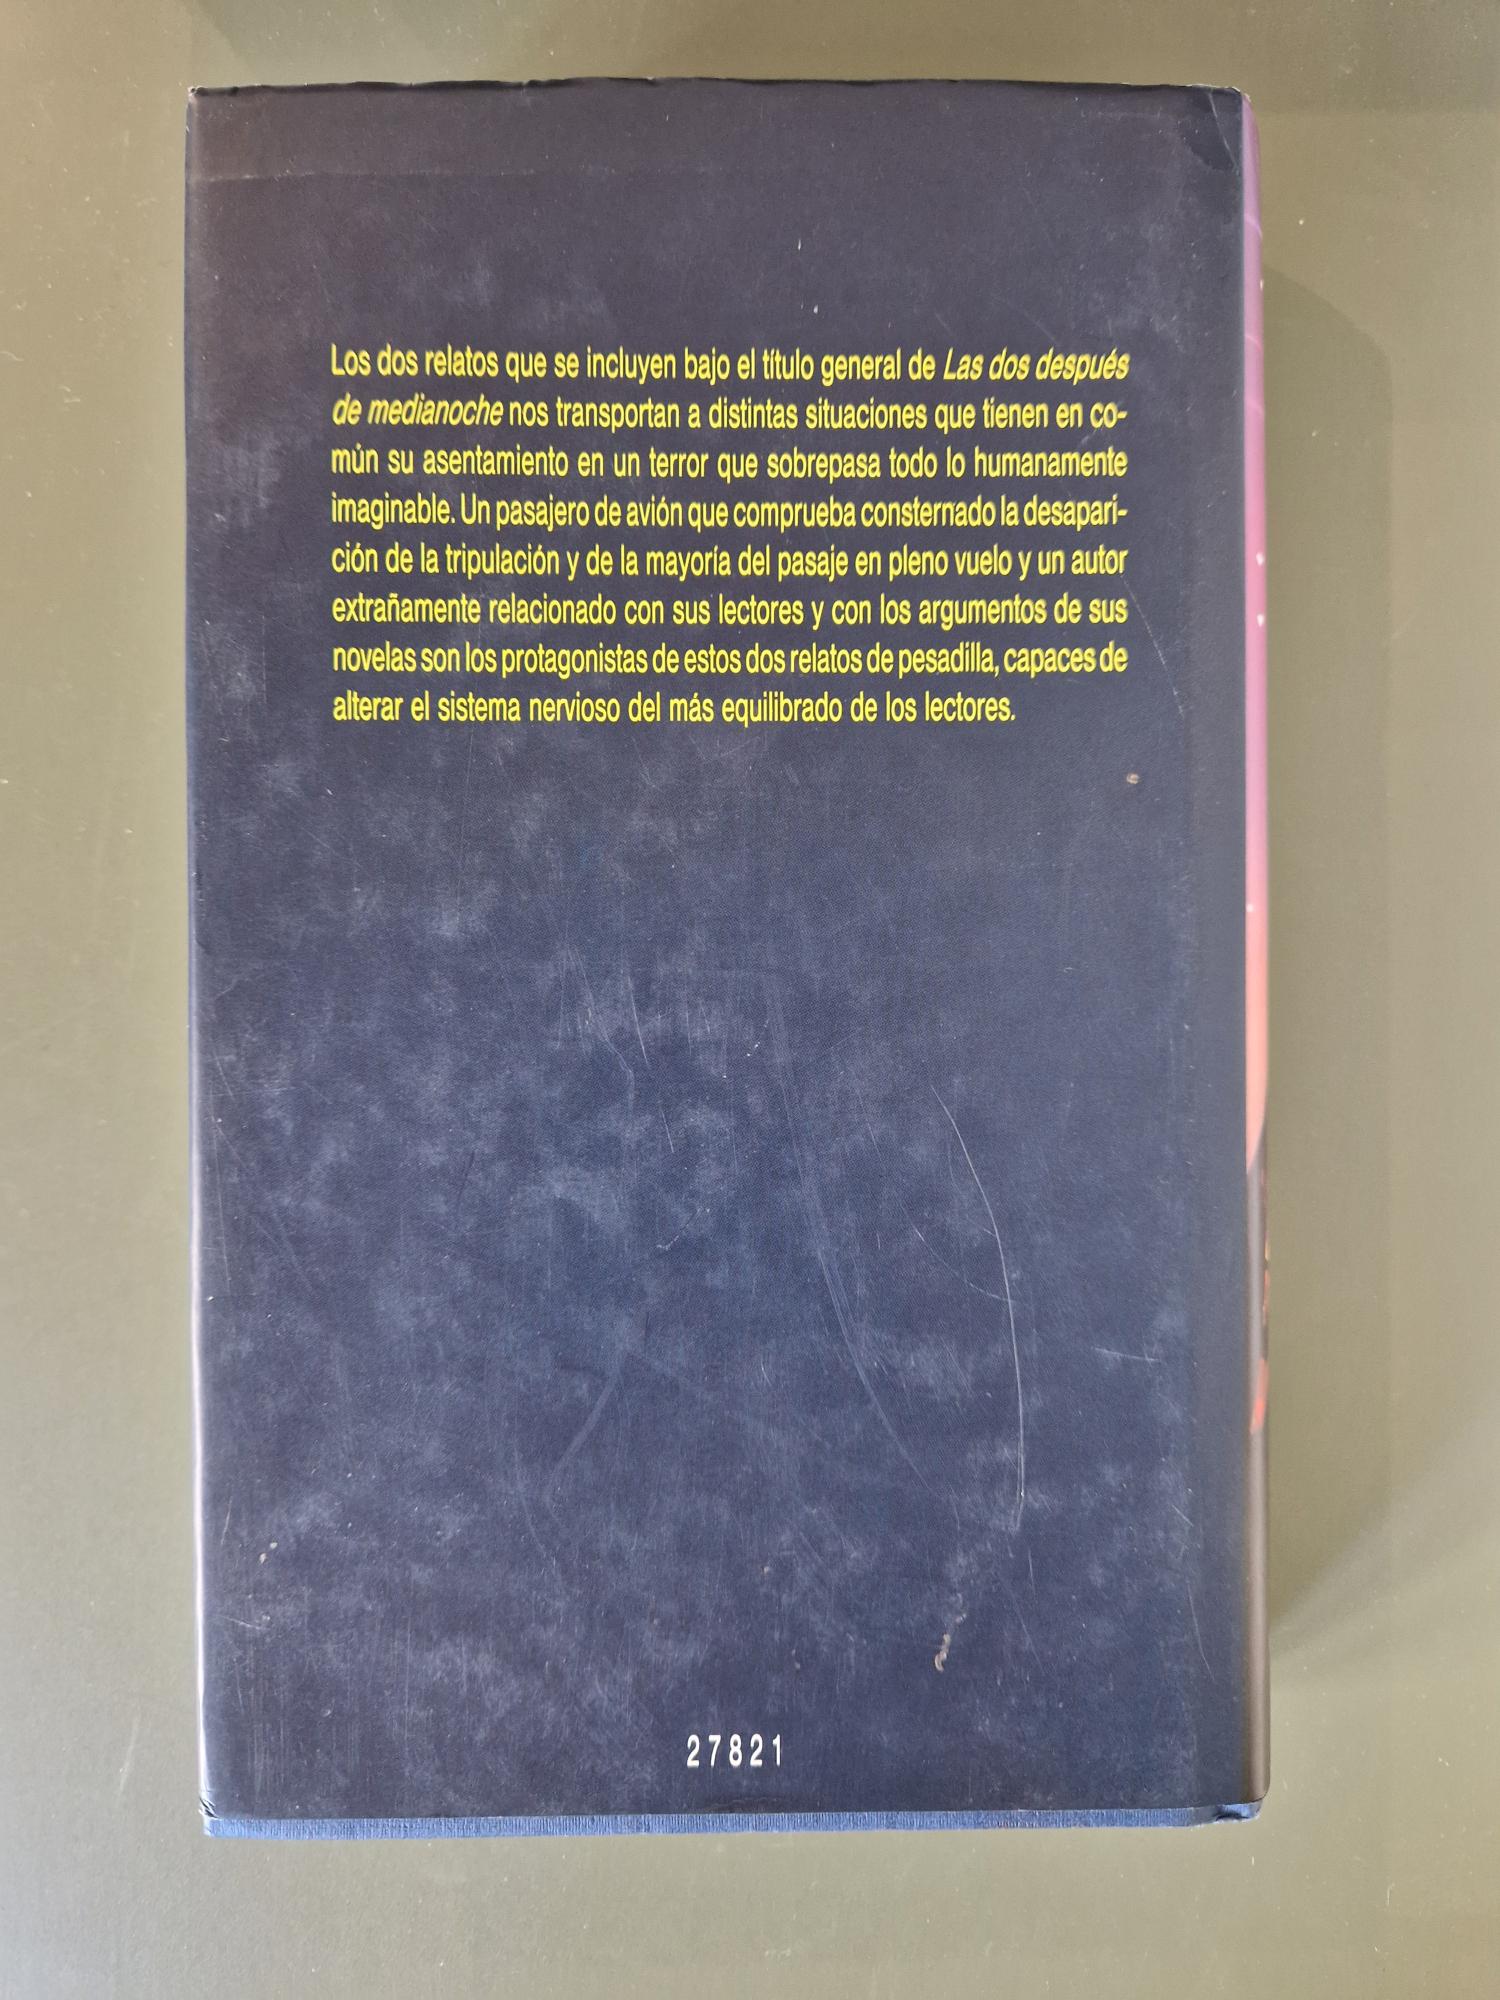 Los dos relatos que se incluyen bajo el título general de Las dos después
de medianoche nos transportan a distintas situaciones que tienen en co-
mún su asentamiento en un terror que sobrepasa todo lo humanamente
imaginable. Un pasajero de avión que comprueba consternado la desapari-
ción de la tripulación y de la mayoría del pasaje en pleno vuelo y un autor
extrañamente relacionado con sus lectores y con los argumentos de sus
novelas son los protagonistas de estos dos relatos de pesadilla, capaces de
alterar el sistema nervioso del más equilibrado de los lectores.
27821